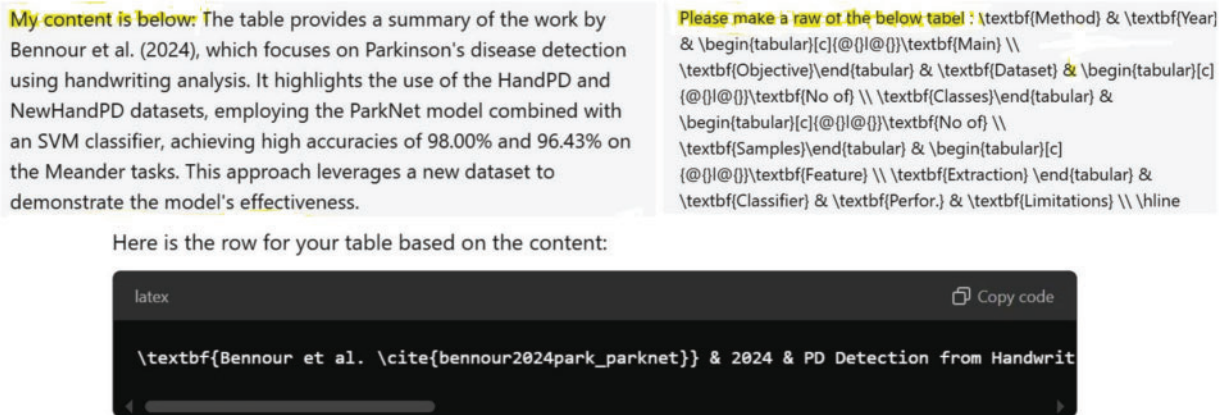 My content is below: The table provides a summary of the work by
Bennour et al. (2024), which focuses on Parkinson's disease detection
using handwriting analysis. It highlights the use of the HandPD and
NewHandPD datasets, employing the ParkNet model combined with
an SVM classifier, achieving high accuracies of 98.00% and 96.43% on
the Meander tasks. This approach leverages a new dataset to
demonstrate the model's effectiveness.
Please make a raw ot the below tabel : \textbf{Method} & \textbf{Year}
& \begin{tabular}[c]{@{}l@{}}\textbf{Main} \\
\textbf{Objective}\end{tabular} & \textbf{Dataset} & \begin{tabular}[c]
{@{}l@{}}\textbf{No of} \\ \textbf{Classes}\end{tabular} &
\begin{tabular}[c]{@{}l@{}}\textbf{No of} \\
\textbf{Samples}\end{tabular} & \begin{tabular}[c]
{@{}l@{}}\textbf{Feature} \\ \textbf{Extraction} \end{tabular} &
\textbf{Classifier} & \textbf{Perfor.} & \textbf{Limitations} \\ \hline
Here is the row for your table based on the content:
latex
Copy code
\textbf{Bennour et al. \cite{bennour2024park_parknet}} & 2024 & PD Detection from Handwrit